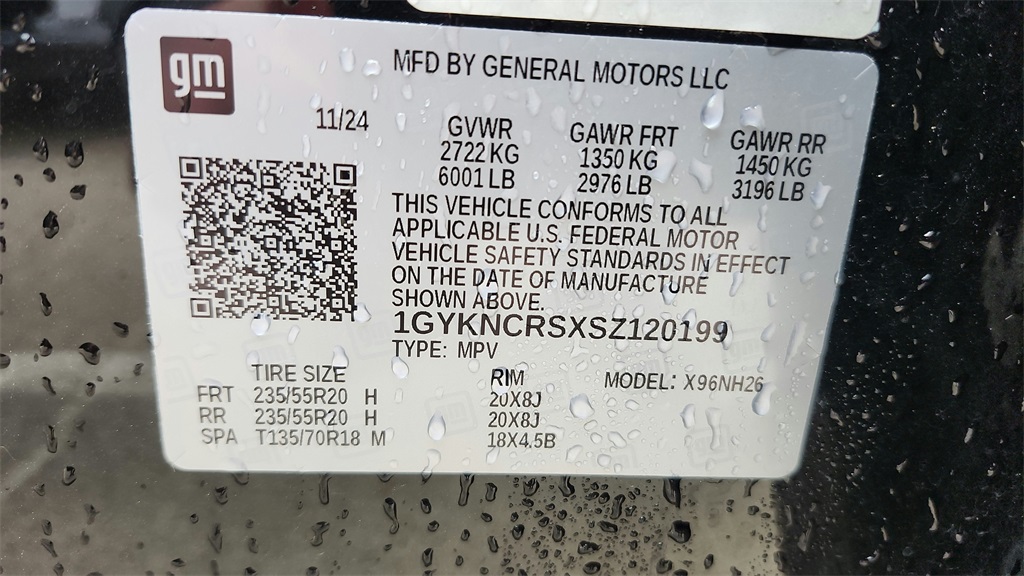 gm
MFD BY GENERAL MOTORS LLC
11/24
GVWR GAWR FRT GAWR RR
2722 KG 1350 KG 1450 KG
6001 LB 2976 LB 3196 LB
THIS VEHICLE CONFORMS TO ALL
APPLICABLE U.S. FEDERAL MOTOR
VEHICLE SAFETY STANDARDS IN EFFECT
ON THE DATE OF MANUFACTURE
SHOWN ABOVE.
1GYKNCRSXSZ120199
TYPE: MPV
TIRE SIZE RIM MODEL: X96NH26
FRT 235/55R20 H 20X8J
RR 235/55R20 H 20X8J
SPA T135/70R18 M 18X4.5B